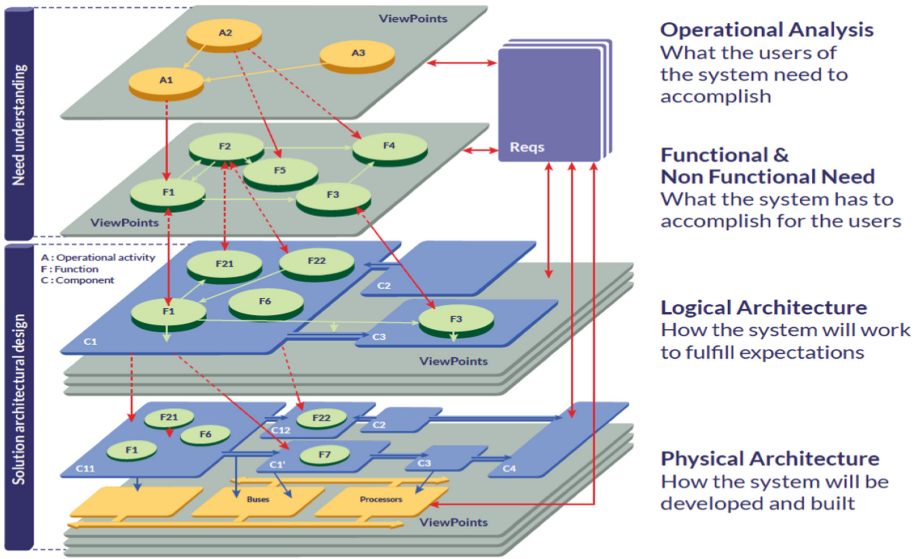 Need understanding
ViewPoints
A2
A3
A1
Reqs
Operational Analysis
What the users of
the system need to
accomplish
F2
F4
F5
F1
F3
ViewPoints
Functional &
Non Functional Need
What the system has to
accomplish for the users
Solution architectural design
A : Operational activity
F : Function
C : Component
F21
F22
C2
F6
F1
F3
C1
C3
ViewPoints
Logical Architecture
How the system will work
to fulfill expectations
F21
F22
F6
C12
C2
F1
F7
C11
C1'
C3
C4
Buses
Processors
ViewPoints
Physical Architecture
How the system will be
developed and built